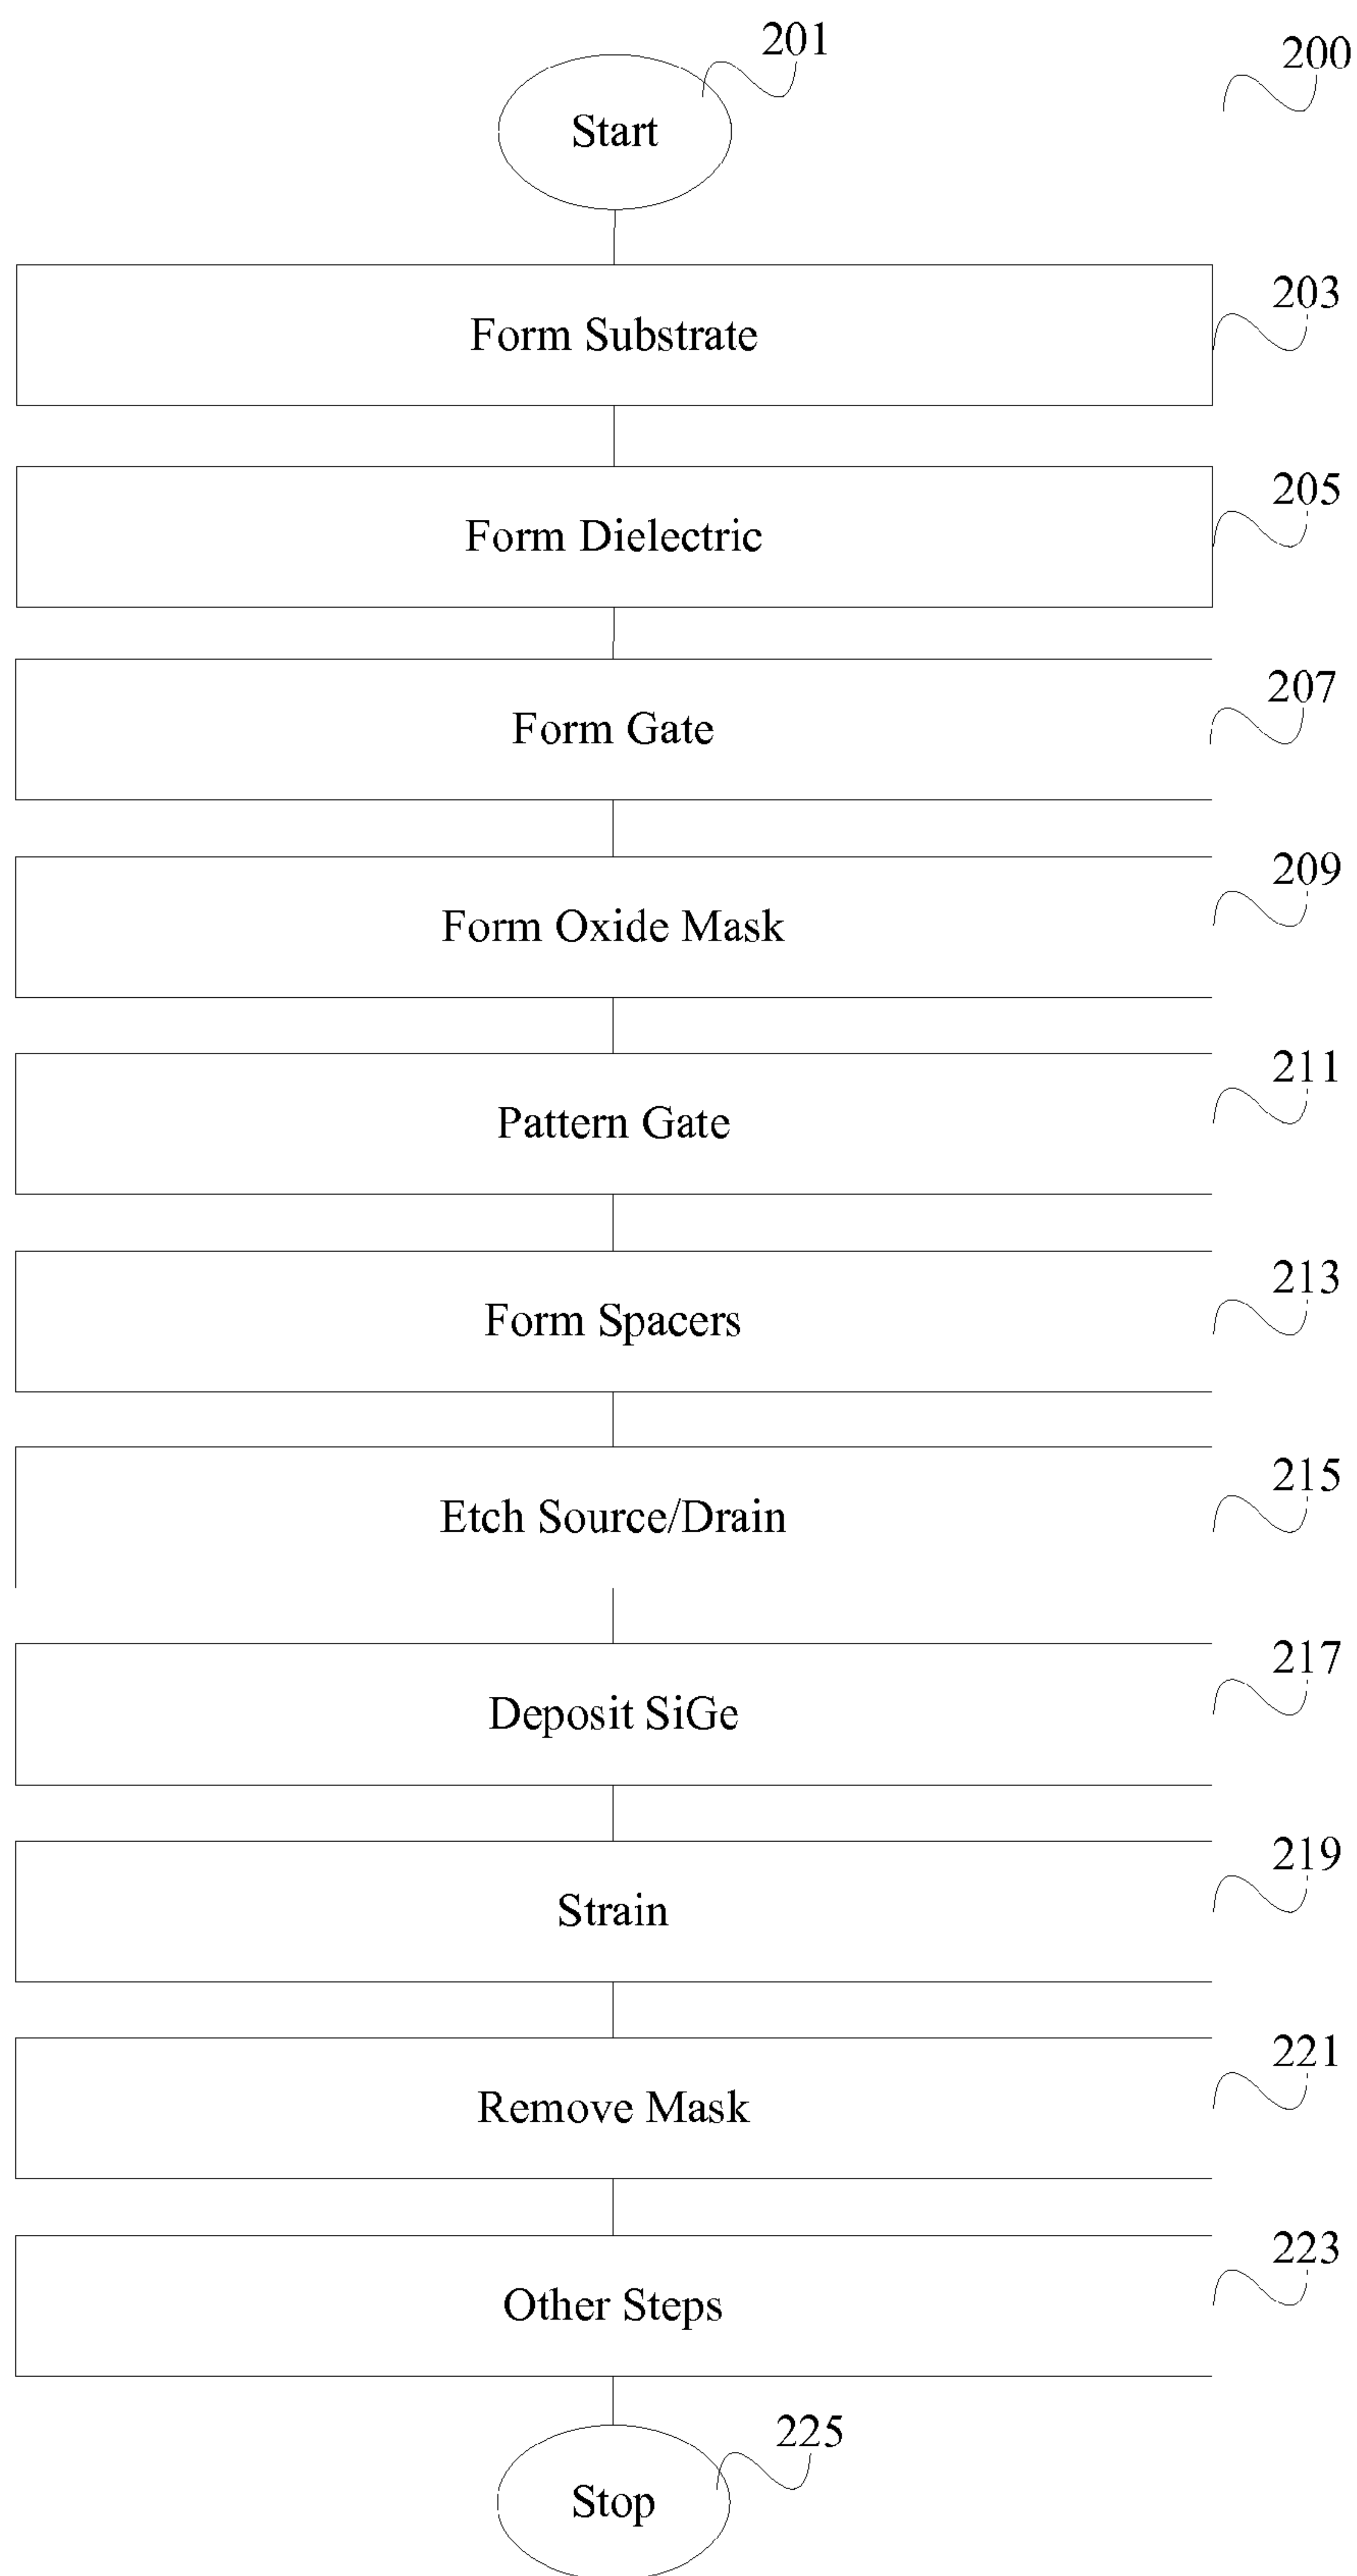 201
200
Start
203
Form Substrate
205
Form Dielectric
207
Form Gate
209
Form Oxide Mask
211
Pattern Gate
213
Form Spacers
215
Etch Source/Drain
217
Deposit SiGe
219
Strain
221
Remove Mask
223
Other Steps
225
Stop